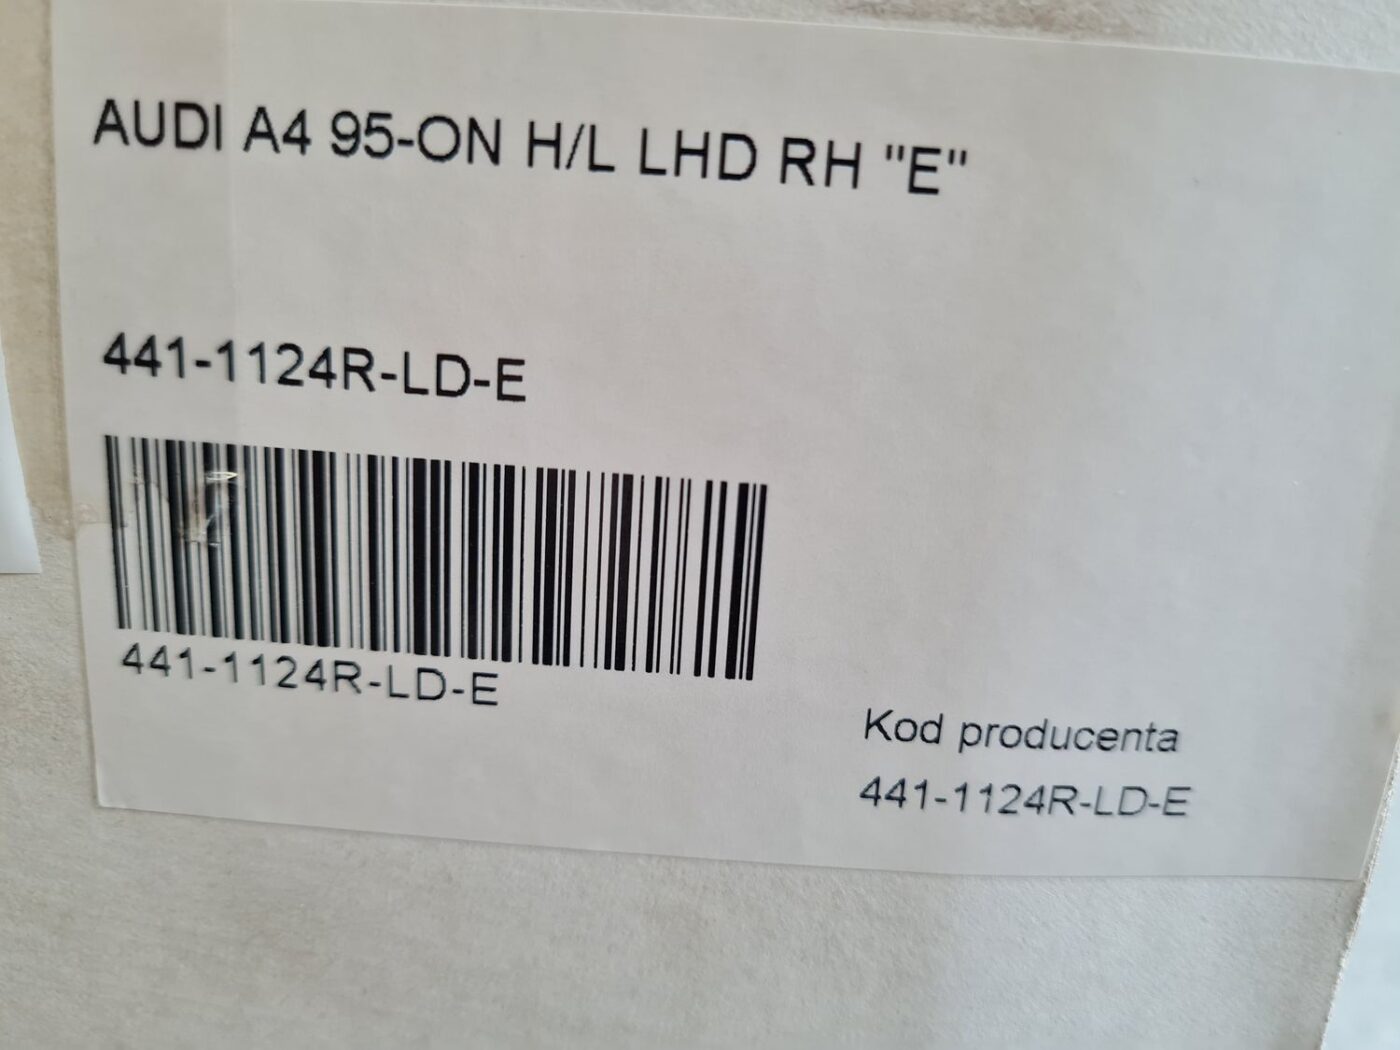 AUDI A4 95-ON H/L LHD RH "E"
441-1124R-LD-E
441-1124R-LD-E
Kod producenta
441-1124R-LD-E